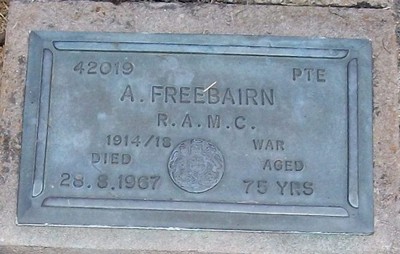 42019 PTE
A. FREEBAIRN
R.A.M.C.
1914/18 WAR
DIED AGED
28.8.1967 75 YRS